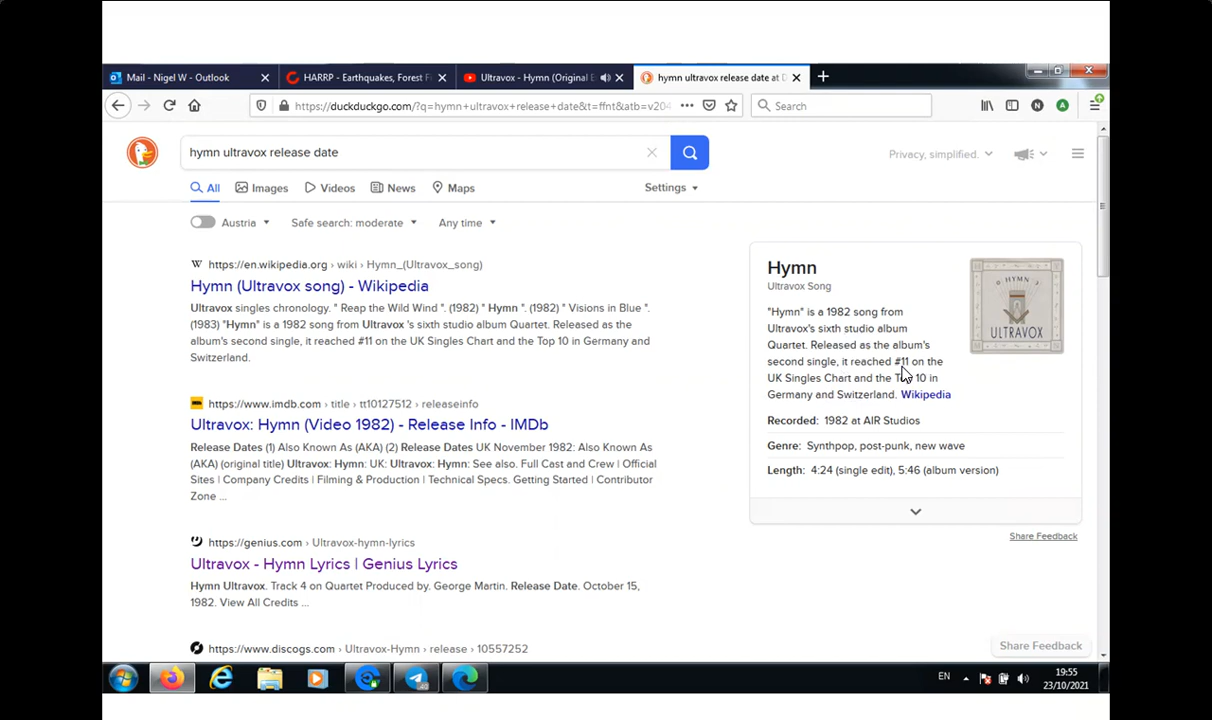 Mail - Nigel W - Outlook
HARRP - Earthquakes, Forest Fi
Ultravox - Hymn (Original E
hymn ultravox release date at D
https://duckduckgo.com/?q=hymn+ultravox+release+date&t=ffnt&atb=v204
Search
hymn ultravox release date
Privacy, simplified.
All
Images
Videos
News
Maps
Settings
Austria
Safe search: moderate
Any time
https://en.wikipedia.org › wiki › Hymn_(Ultravox_song)
Hymn (Ultravox song) - Wikipedia
Ultravox singles chronology. " Reap the Wild Wind ". (1982) " Hymn ". (1982) " Visions in Blue ".
(1983) "Hymn" is a 1982 song from Ultravox 's sixth studio album Quartet. Released as the
album's second single, it reached #11 on the UK Singles Chart and the Top 10 in Germany and
Switzerland.
https://www.imdb.com › title › tt10127512 › releaseinfo
Ultravox: Hymn (Video 1982) - Release Info - IMDb
Release Dates (1) Also Known As (AKA) (2) Release Dates UK November 1982: Also Known As
(AKA) (original title) Ultravox: Hymn: UK: Ultravox: Hymn: See also. Full Cast and Crew | Official
Sites | Company Credits | Filming & Production | Technical Specs. Getting Started | Contributor
Zone ...
https://genius.com › Ultravox-hymn-lyrics
Ultravox - Hymn Lyrics | Genius Lyrics
Hymn Ultravox. Track 4 on Quartet Produced by. George Martin. Release Date. October 15,
1982. View All Credits ...
https://www.discogs.com › Ultravox-Hymn › release › 10557252
Hymn
Ultravox Song
"Hymn" is a 1982 song from
Ultravox's sixth studio album
Quartet. Released as the album's
second single, it reached #11 on the
UK Singles Chart and the Top 10 in
Germany and Switzerland. Wikipedia
HYMN
ULTRAVOX
Recorded: 1982 at AIR Studios
Genre: Synthpop, post-punk, new wave
Length: 4:24 (single edit), 5:46 (album version)
Share Feedback
Share Feedback
EN
19:55
23/10/2021